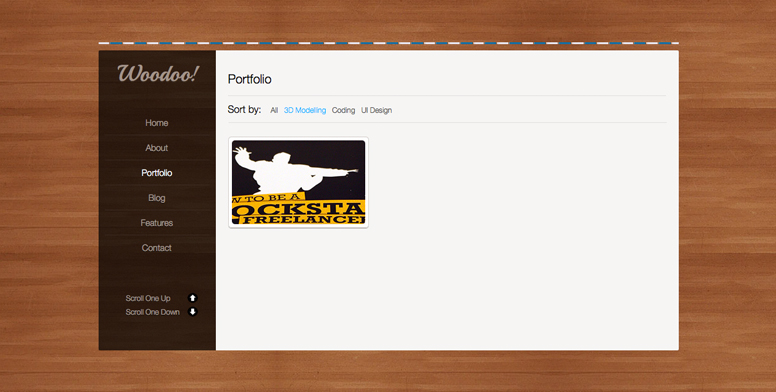 Woodoo!
Home
About
Portfolio
Blog
Features
Contact
Scroll One Up
Scroll One Down
Portfolio
Sort by: All 3D Modelling Coding UI Design
TO BE A
OCKSTA
FREELANCER